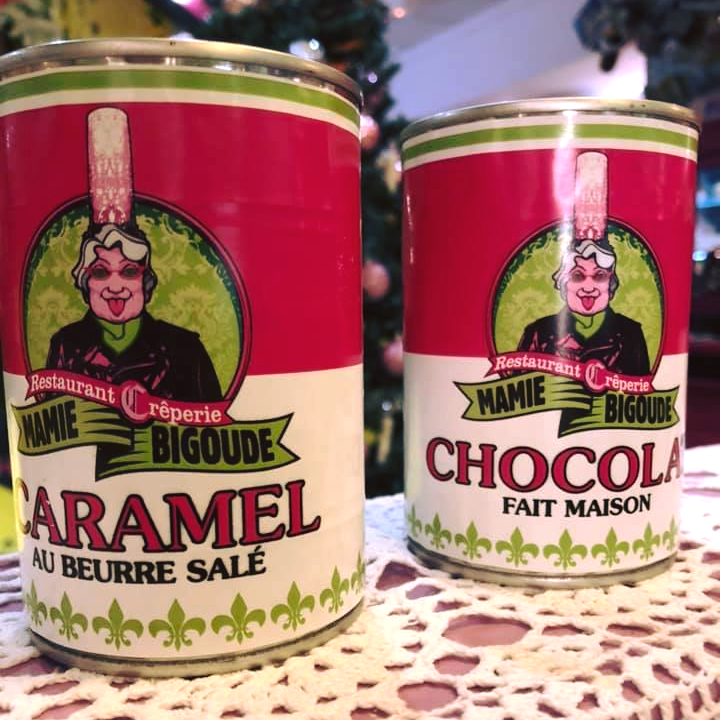 Restaurant Crêperie
MAMIE BIGOUDE
CARAMEL
AU BEURRE SALÉ
Restaurant Crêperie
MAMIE BIGOUDE
CHOCOLA
FAIT MAISON